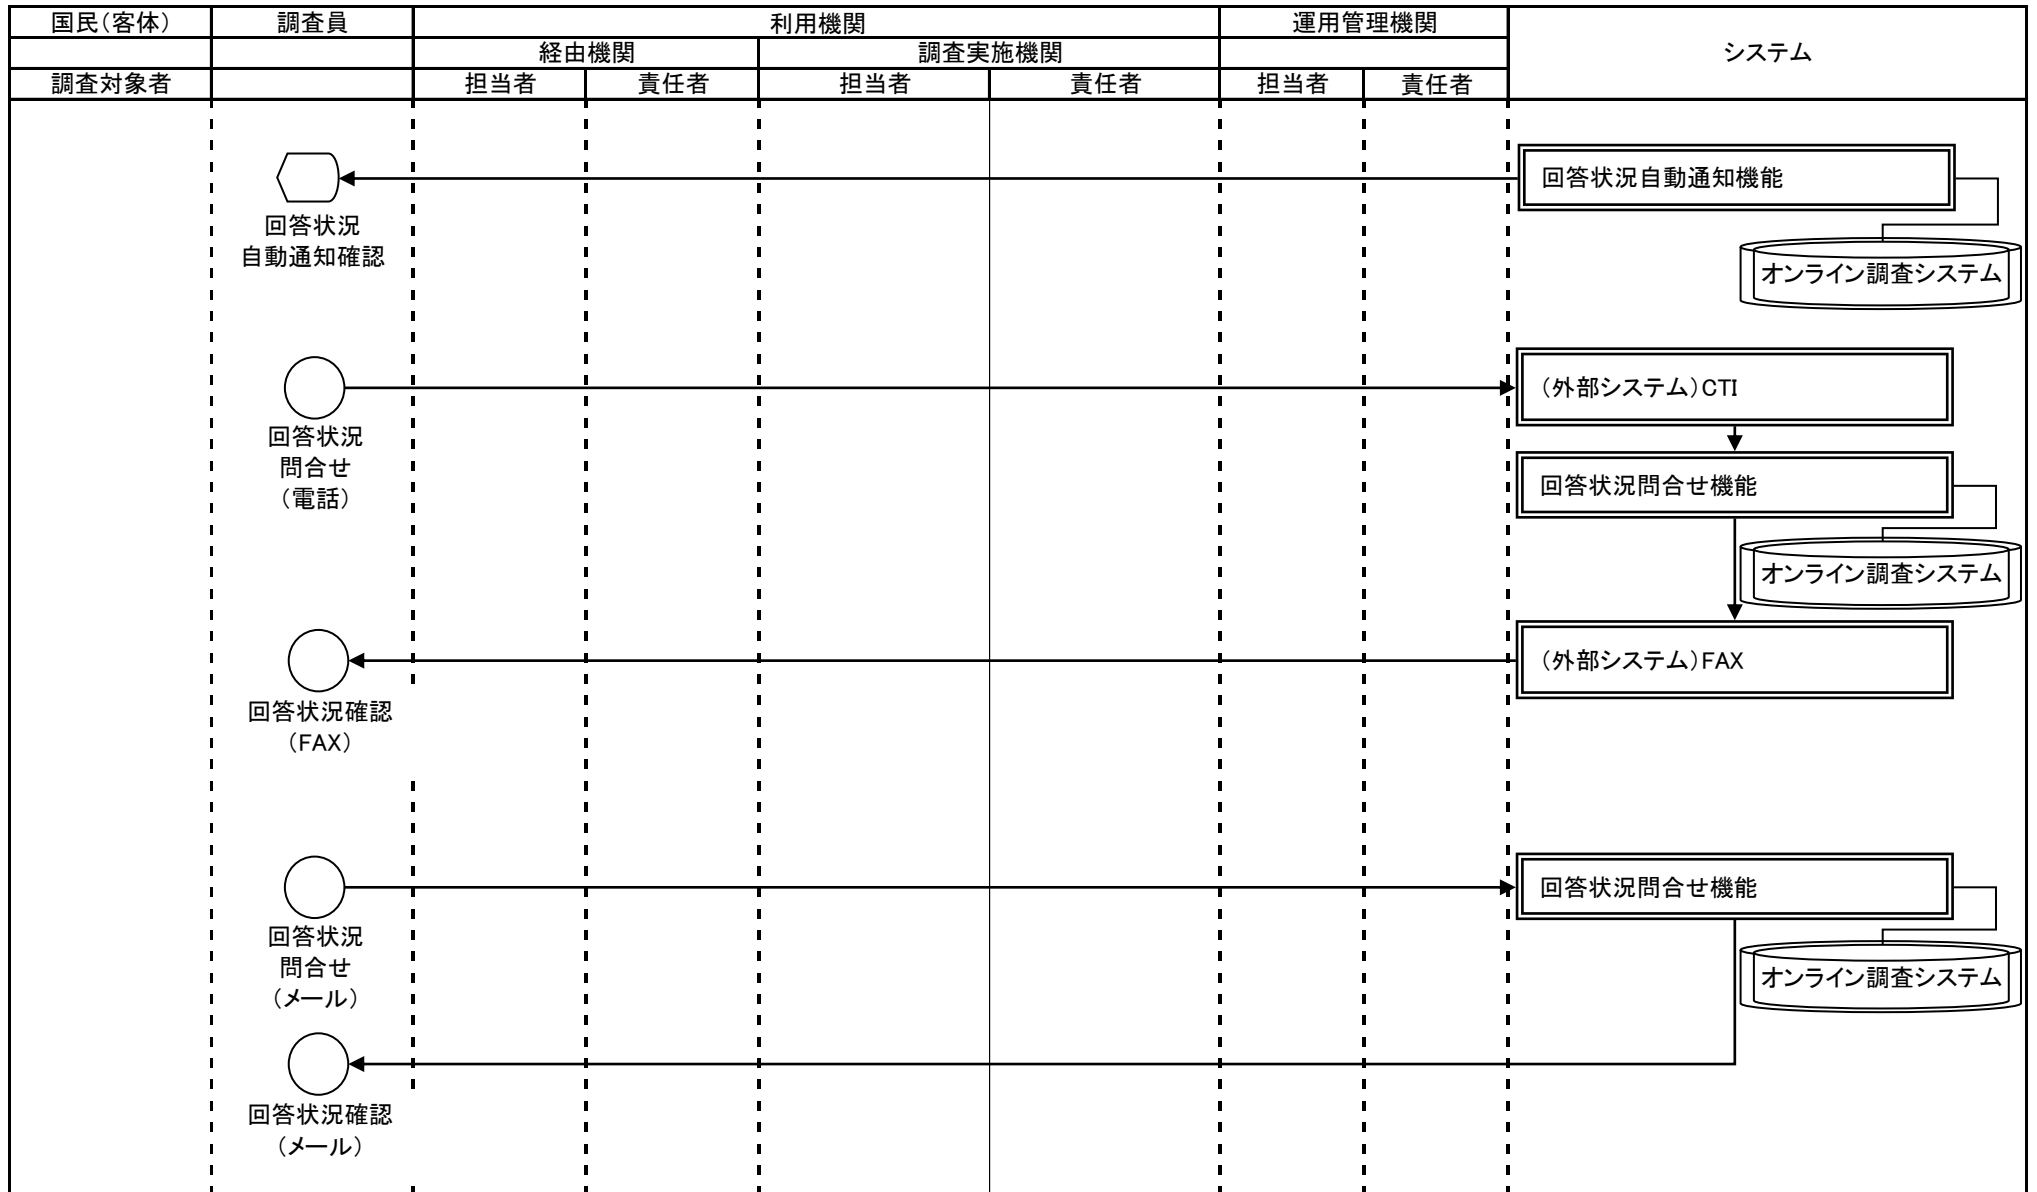 国民（客体）
調査員
利用機関
運用管理機関
システム
経由機関
調査実施機関
調査対象者
担当者
責任者
担当者
責任者
担当者
責任者
回答状況自動通知機能
回答状況
自動通知確認
オンライン調査システム
（外部システム）CTI
回答状況
問合せ
（電話）
回答状況問合せ機能
オンライン調査システム
（外部システム）FAX
回答状況確認
（FAX）
回答状況問合せ機能
回答状況
問合せ
（メール）
オンライン調査システム
回答状況確認
（メール）